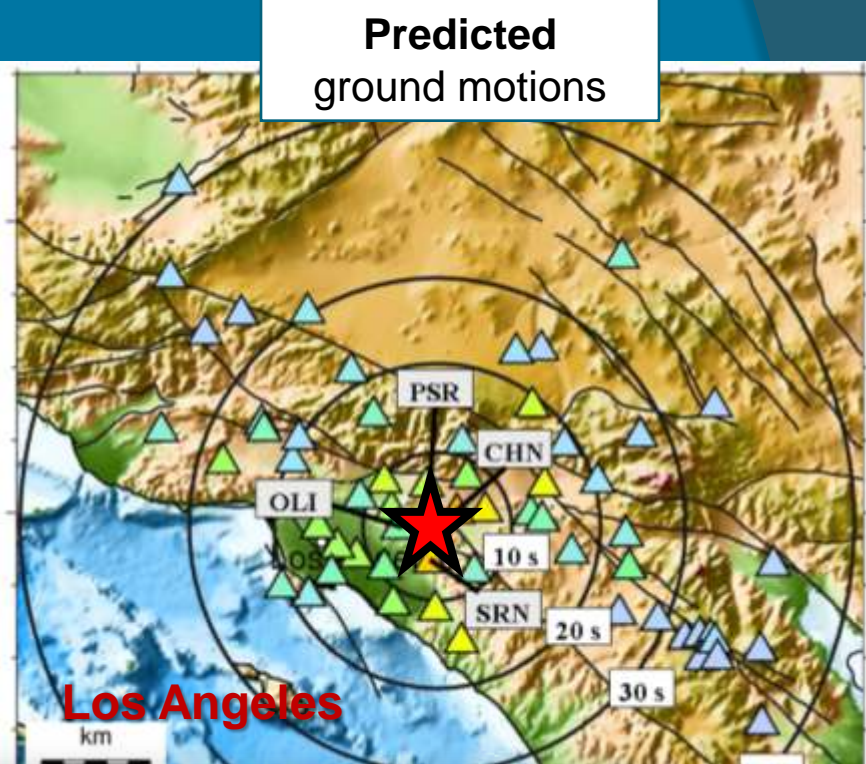 Predicted
ground motions
PSR
CHN
OLI
10 s
SRN
20 s
30 s
Los Angeles
km